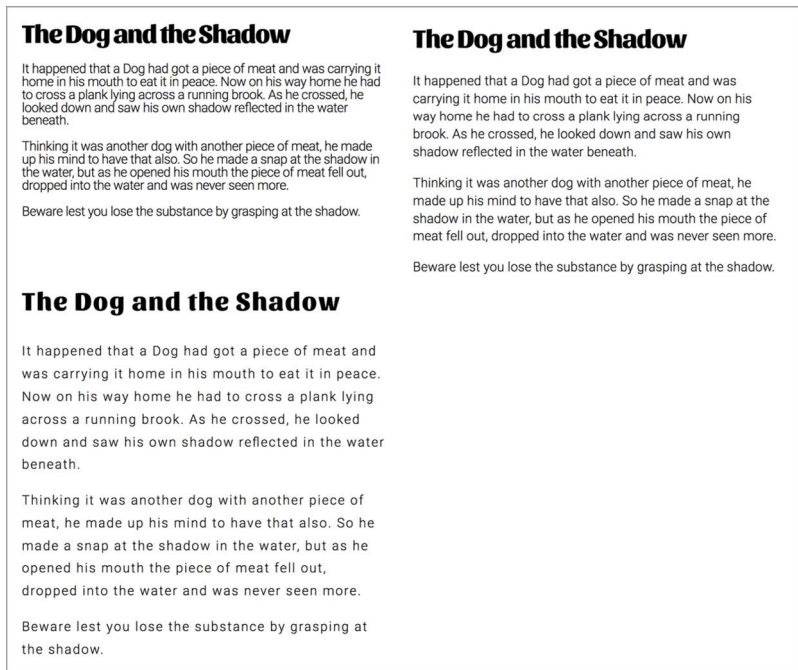 The Dog and the Shadow
It happened that a Dog had got a piece of meat and was carrying it
home in his mouth to eat it in peace. Now on his way home he had
to cross a plank lying across a running brook. As he crossed, he
looked down and saw his own shadow reflected in the water
beneath.
Thinking it was another dog with another piece of meat, he made
up his mind to have that also. So he made a snap at the shadow in
the water, but as he opened his mouth the piece of meat fell out,
dropped into the water and was never seen more.
Beware lest you lose the substance by grasping at the shadow.
The Dog and the Shadow
It happened that a Dog had got a piece of meat and was
carrying it home in his mouth to eat it in peace. Now on his
way home he had to cross a plank lying across a running
brook. As he crossed, he looked down and saw his own
shadow reflected in the water beneath.
Thinking it was another dog with another piece of meat, he
made up his mind to have that also. So he made a snap at the
shadow in the water, but as he opened his mouth the piece of
meat fell out, dropped into the water and was never seen more.
Beware lest you lose the substance by grasping at the shadow.
The Dog and the Shadow
It happened that a Dog had got a piece of meat and
was carrying it home in his mouth to eat it in peace.
Now on his way home he had to cross a plank lying
across a running brook. As he crossed, he looked
down and saw his own shadow reflected in the water
beneath.
Thinking it was another dog with another piece of
meat, he made up his mind to have that also. So he
made a snap at the shadow in the water, but as he
opened his mouth the piece of meat fell out,
dropped into the water and was never seen more.
Beware lest you lose the substance by grasping at
the shadow.